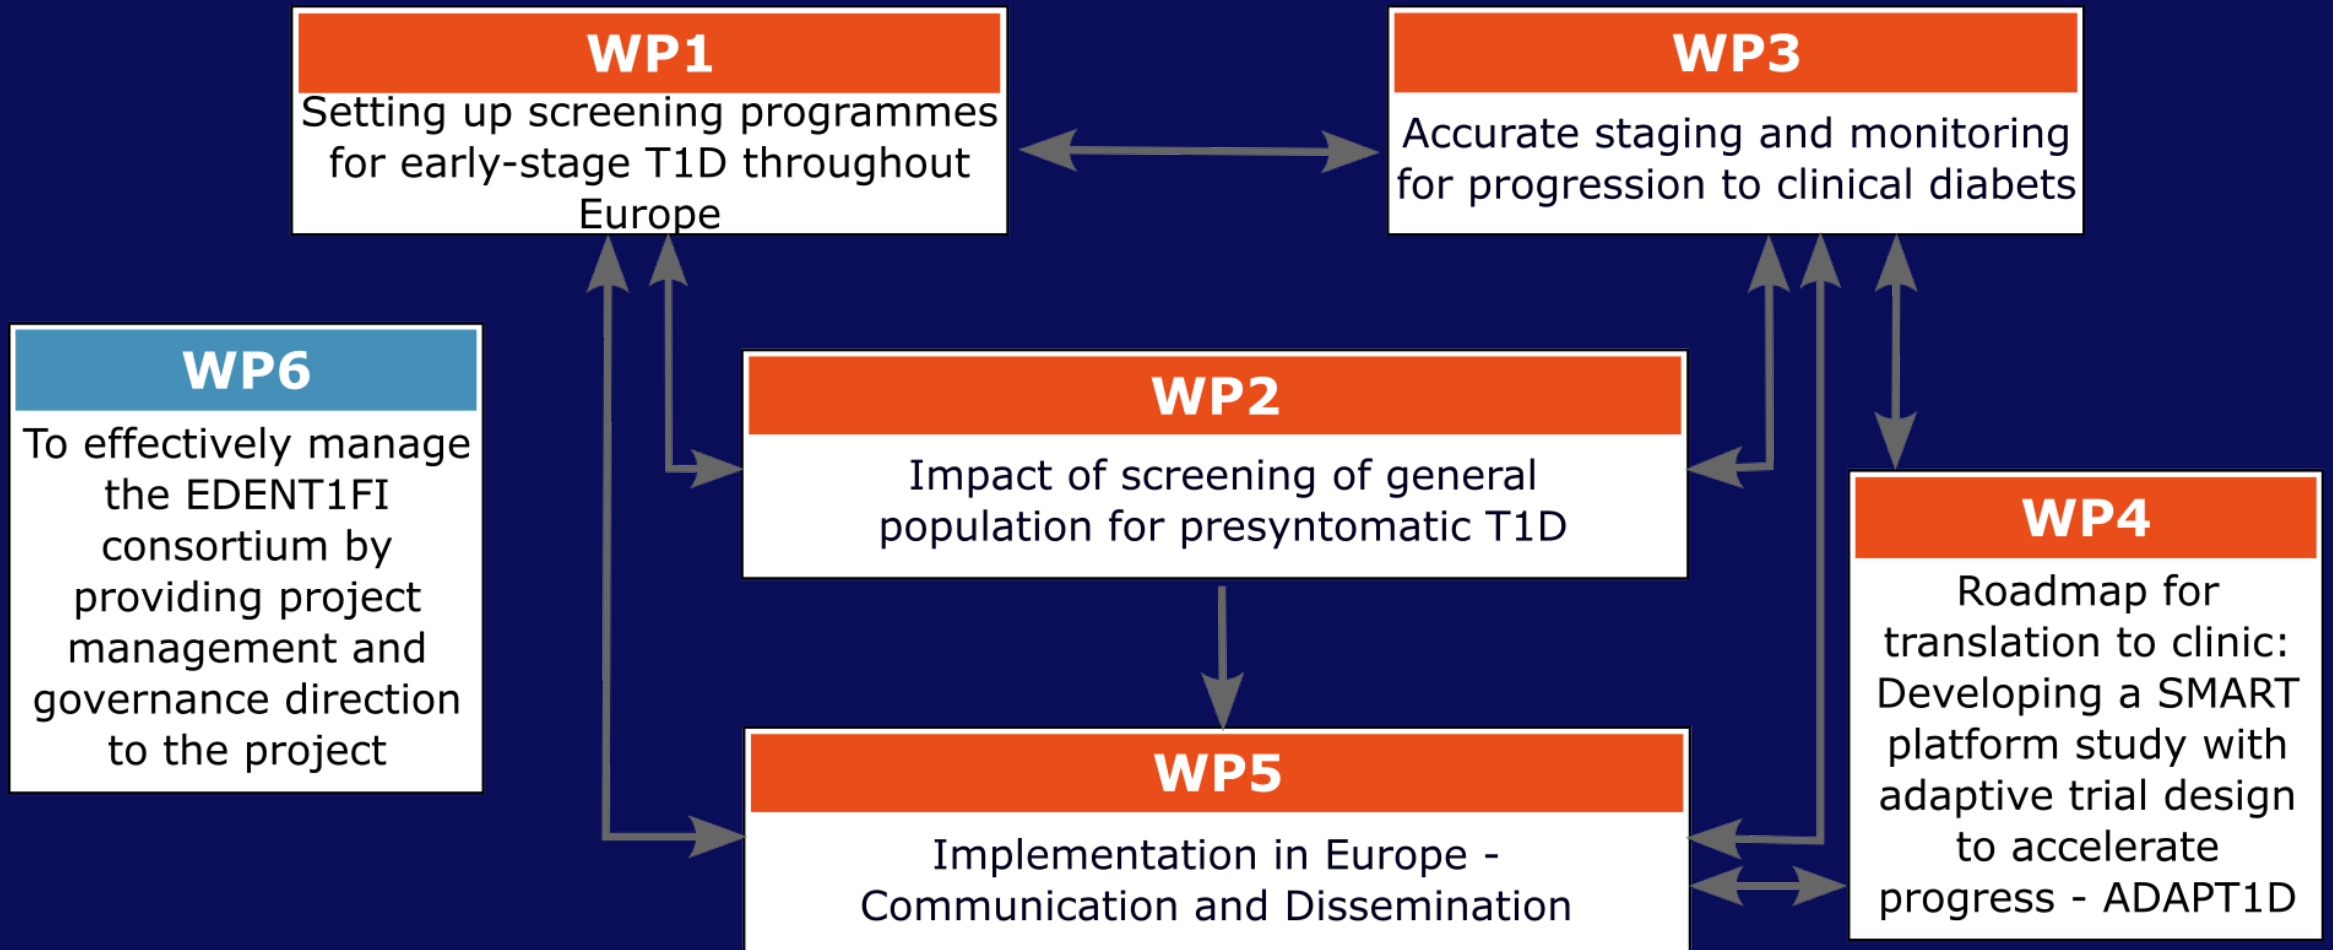 WP1
Setting up screening programmes
for early-stage T1D throughout
Europe
WP3
Accurate staging and monitoring
for progression to clinical diabets
WP6
To effectively manage
the EDENT1FI
consortium by
providing project
management and
governance direction
to the project
WP2
Impact of screening of general
population for presyntomatic T1D
WP4
Roadmap for
translation to clinic:
Developing a SMART
platform study with
adaptive trial design
to accelerate
progress - ADAPT1D
WP5
Implementation in Europe -
Communication and Dissemination